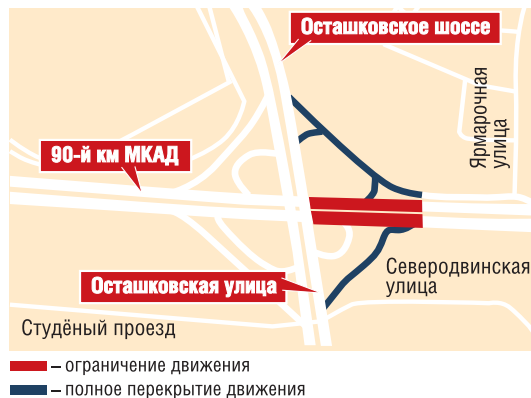 Осташковское шоссе
Ярмарочная
улица
90-й км МКАД
Северодвинская
улица
Осташковская улица
Студёный проезд
– ограничение движения
– полное перекрытие движения